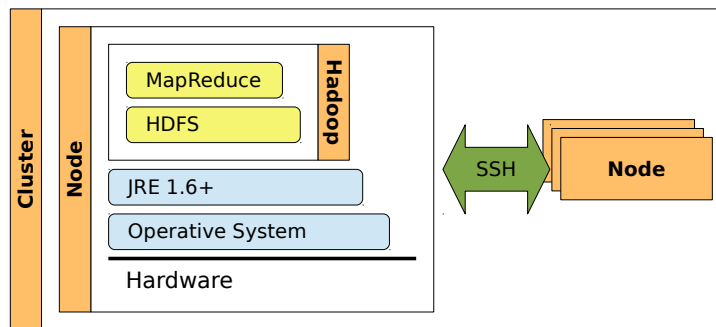 Cluster
Node
Hadoop
MapReduce
HDFS
JRE 1.6+
Operative System
Hardware
SSH
Node